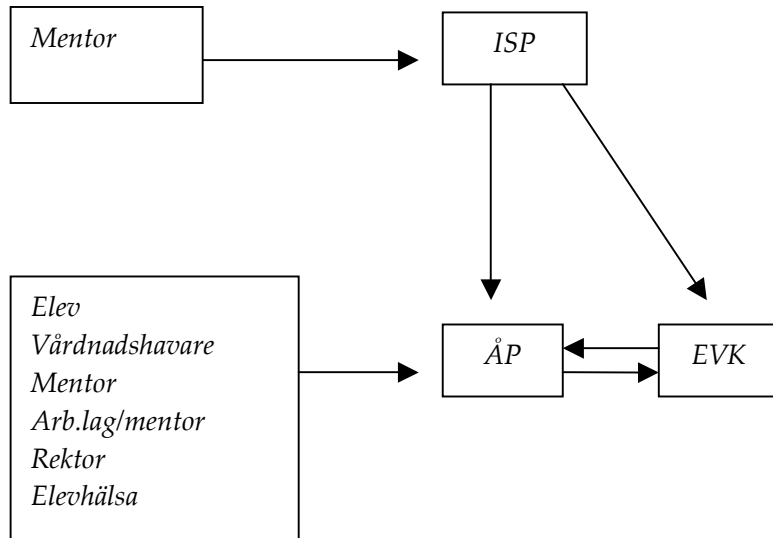 Mentor
ISP
Elev
Vårdnadshavare
Mentor
Arb.lag/mentor
Rektor
Elevhälsa
ÅP
EVK